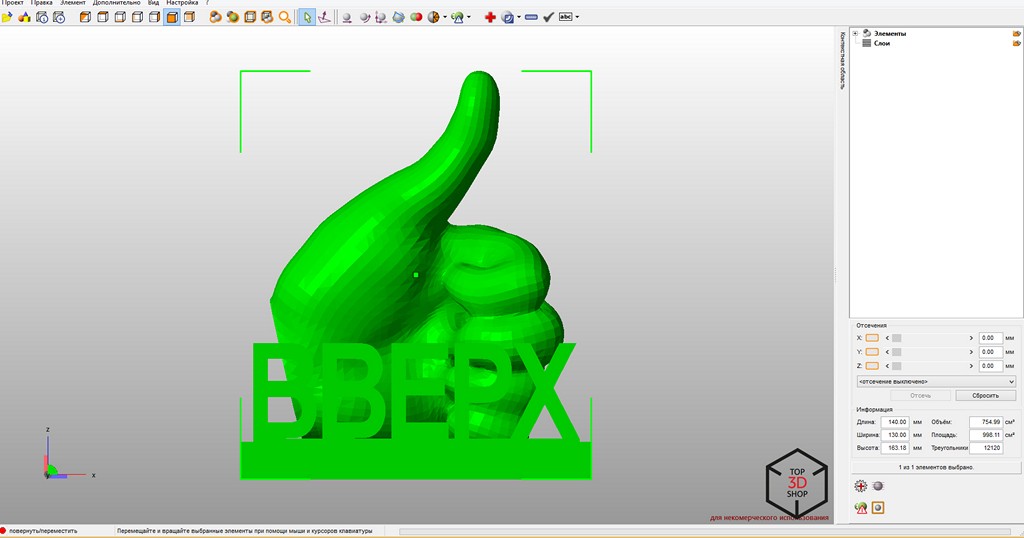 Проект Правка Элемент Дополнительно Вид Настройка ?
abc
Контекстная область
Элементы
Слои
ВВЕРХ
z
x
Отсечения
X: < > 0.00 мм
Y: < > 0.00 мм
Z: < > 0.00 мм
<отсечение выключено>
Отсечь Сбросить
Информация
Длина: 140.00 мм Объём: 754.99 см³
Ширина: 130.00 мм Площадь: 998.11 см²
Высота: 163.18 мм Треугольники 12120
1 из 1 элементов выбрано.
TOP
3D
SHOP
для некомерческого использования
повернуть/переместить Перемещайте и вращайте выбранные элементы при помощи мыши и курсоров клавиатуры